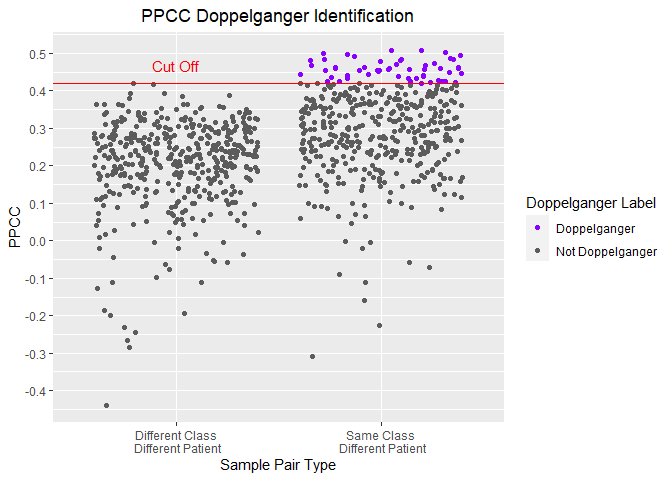 PPCC Doppelganger Identification
Cut Off
0.5
0.4
0.3
0.2
0.1
0.0
-0.1
-0.2
-0.3
-0.4
PPCC
Different Class
Different Patient
Same Class
Different Patient
Sample Pair Type
Doppelganger Label
Doppelganger
Not Doppelganger